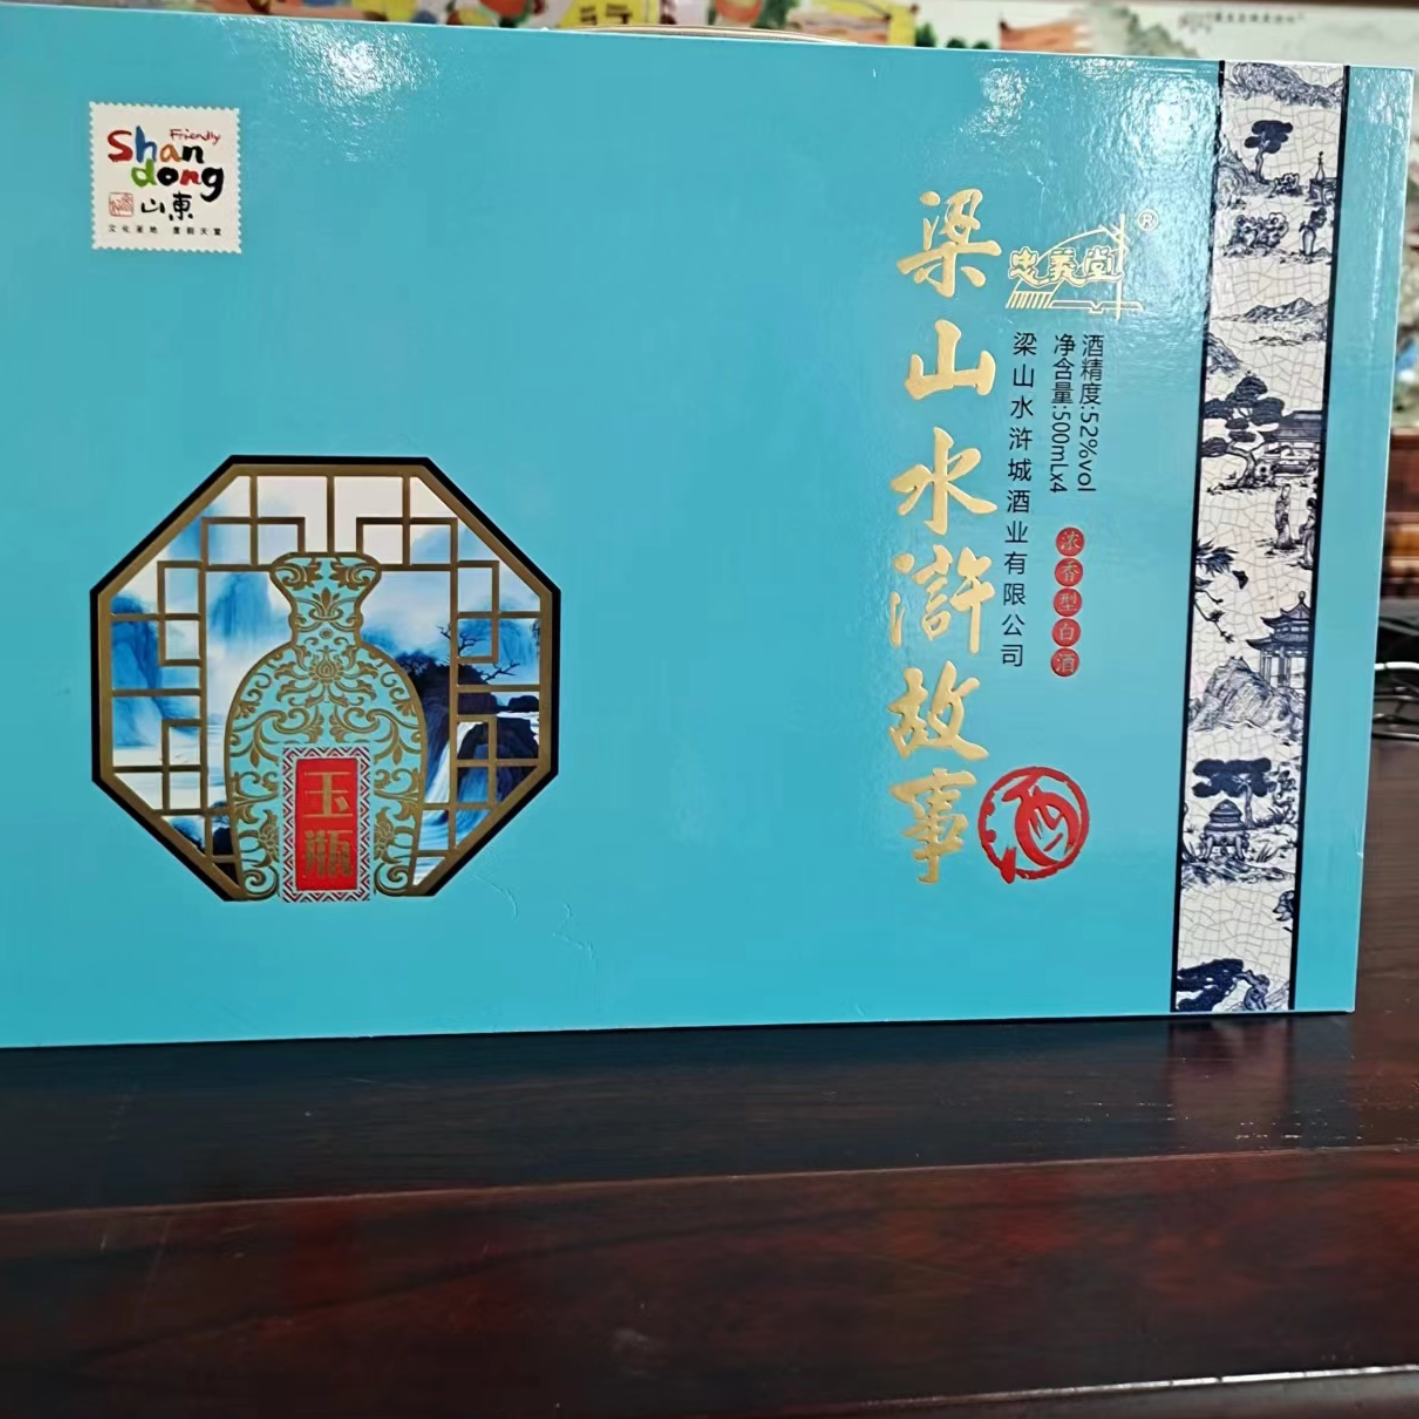 Friendly
Shan
dong
山東
文化圣地 度假天堂
梁山水浒故事
酒
忠義堂
®
梁山水浒城酒业有限公司
酒精度:52%vol
净含量:500mLx4
浓香型白酒
玉瓶